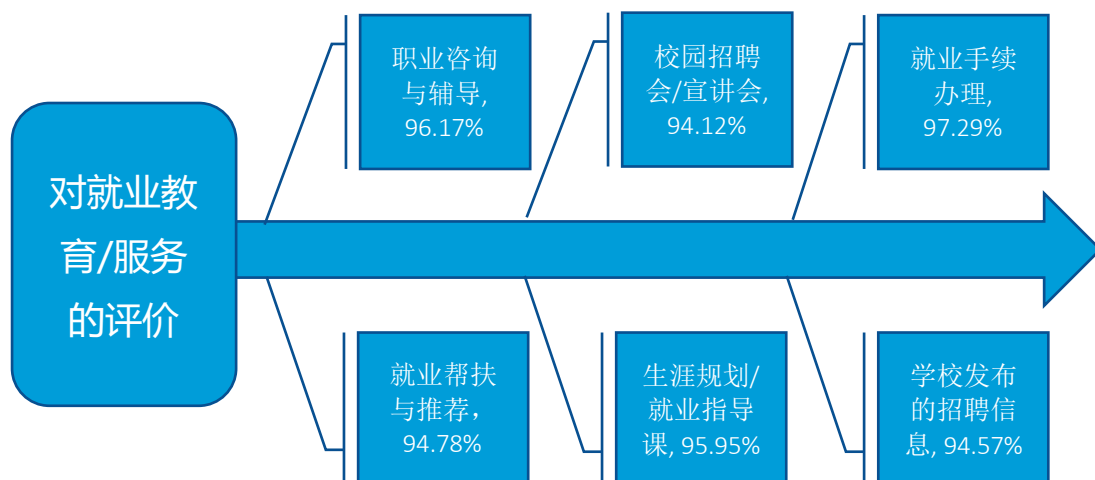 职业咨询
与辅导,
96.17%
校园招聘
会/宣讲会,
94.12%
就业手续
办理,
97.29%
对就业教
育/服务
的评价
就业帮扶
与推荐，
94.78%
生涯规划/
就业指导
课, 95.95%
学校发布
的招聘信
息, 94.57%